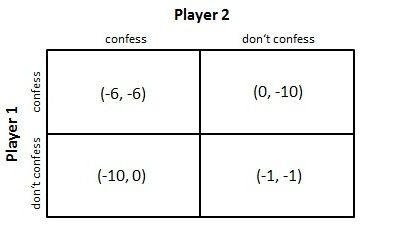 Player 2
confess don't confess
Player 1
confess
(-6, -6) (0, -10)
don't confess
(-10, 0) (-1, -1)